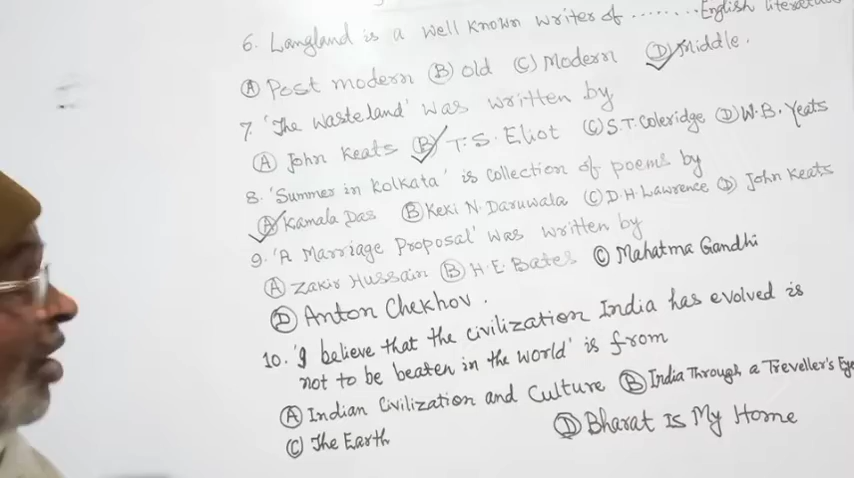 6. Langland is a well known writer of ........ English literature
Ⓐ Post modern Ⓑ old Ⓒ Modern Ⓓ Middle.
7. 'The Waste land' was written by
Ⓐ John Keats Ⓑ T.S. Eliot Ⓒ S.T. Coleridge Ⓓ W.B. Yeats
8. 'Summer in Kolkata' is collection of poems by
Ⓐ Kamala Das Ⓑ Keki N. Daruwala Ⓒ D.H. Lawrence Ⓓ John Keats
9. 'A Marriage Proposal' was written by
Ⓐ Zakir Hussain Ⓑ H.E. Bates Ⓒ Mahatma Gandhi
Ⓓ Anton Chekhov.
10. 'I believe that the civilization India has evolved is
not to be beaten in the world' is from
Ⓐ Indian Civilization and Culture Ⓑ India Through a Treveller's Eye
Ⓒ The Earth Ⓓ Bharat Is My Home